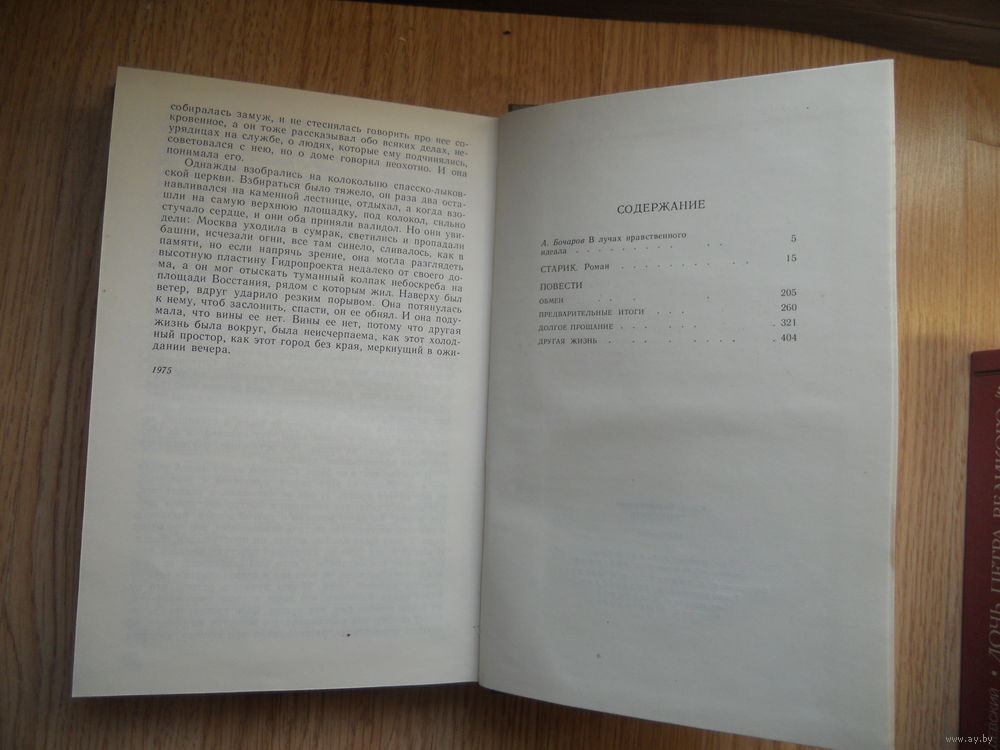 собиралась замуж, и не стеснялась говорить про нее со-
кровенное, а он тоже рассказывал обо всяких делах, не-
урядицах на службе, о людях, которые ему подчинялись,
советовался с нею, но о доме говорил неохотно. И она
понимала его.
Однажды взобрались на колокольню спасско-лыков-
ской церкви. Взбираться было тяжело, он раза два оста-
навливался на каменной лестнице, отдыхал, а когда взо-
шли на самую верхнюю площадку, под колокол, сильно
стучало сердце, и они оба приняли валидол. Но они уви-
дели: Москва уходила в сумрак, светились и пропадали
башни, исчезали огни, все там синело, сливалось, как в
памяти, но если напрячь зрение, она могла разглядеть
высотную пластину Гидропроекта недалеко от своего до-
ма, а он мог отыскать туманный колпак небоскреба на
площади Восстания, рядом с которым жил. Наверху был
ветер, вдруг ударило резким порывом. Она потянулась
к нему, чтоб заслонить, спасти, он ее обнял. И она поду-
мала, что вины ее нет. Вины ее нет, потому что другая
жизнь была вокруг, была неисчерпаема, как этот холод-
ный простор, как этот город без края, меркнущий в ожи-
дании вечера.
1975
СОДЕРЖАНИЕ
А. Бочаров В лучах нравственного
идеала . . . . . . . . . . . 5
СТАРИК. Роман . . . . . . 15
ПОВЕСТИ
ОБМЕН . . . . . 205
ПРЕДВАРИТЕЛЬНЫЕ ИТОГИ . . . 260
ДОЛГОЕ ПРОЩАНИЕ . . . . . . . 321
ДРУГАЯ ЖИЗНЬ . . . . . . . 404
ДОЧЬ ПЕТРА ВЕЛИКОГО
www.ay.by